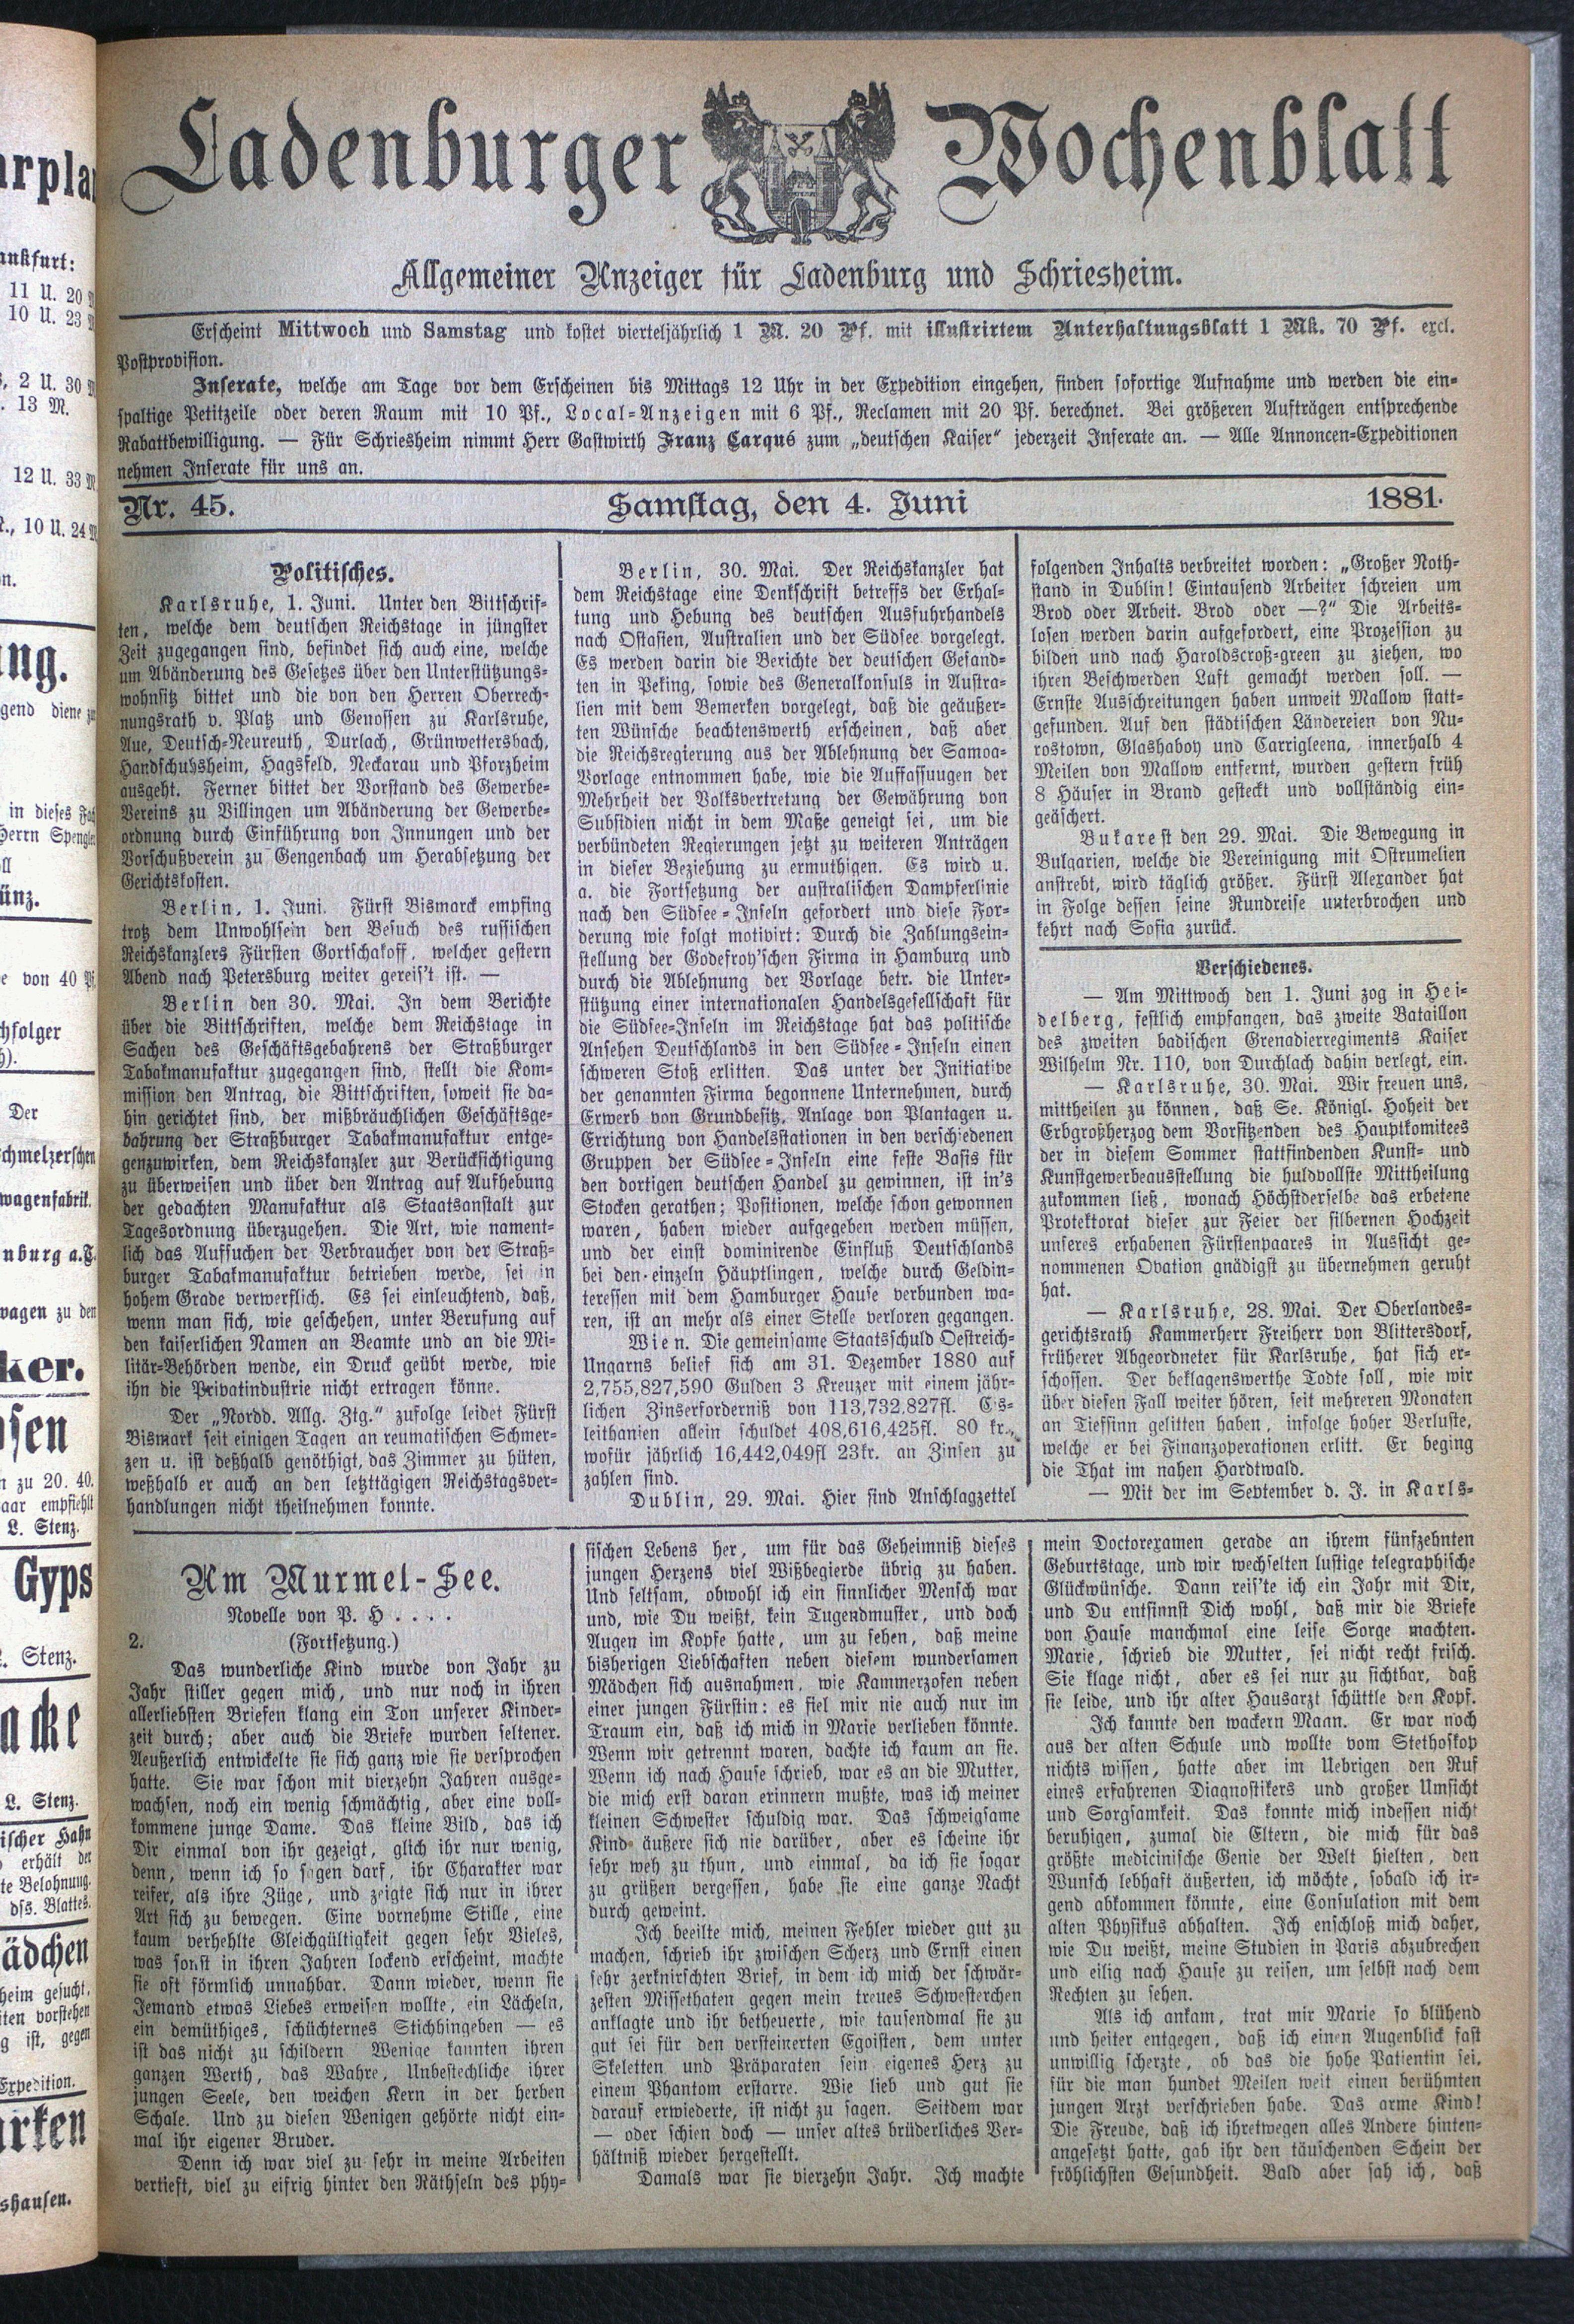 Ladenburger Wochenblatt
Allgemeiner Anzeiger für Ladenburg und Schriesheim.
Erscheint Mittwoch und Samstag und kostet vierteljährlich 1 M. 20 Pf. mit illustrirtem Unterhaltungsblatt 1 Mk. 70 Pf. excl.
Postprovision.
Inserate, welche am Tage vor dem Erscheinen bis Mittags 12 Uhr in der Expedition eingehen, finden sofortige Aufnahme und werden die ein-
spaltige Petitzeile oder deren Raum mit 10 Pf., Local-Anzeigen mit 6 Pf., Reclamen mit 20 Pf. berechnet. Bei größeren Aufträgen entsprechende
Rabattbewilligung. — Für Schriesheim nimmt Herr Gastwirth Franz Carqué zum „deutschen Kaiser" jederzeit Inserate an. — Alle Annoncen-Expeditionen
nehmen Inserate für uns an.
Nr. 45. Samstag, den 4. Juni 1881.
Politisches.
Karlsruhe, 1. Juni. Unter den Bittschrif-
ten, welche dem deutschen Reichstage in jüngster
Zeit zugegangen sind, befindet sich auch eine, welche
um Abänderung des Gesetzes über den Unterstützungs-
wohnsitz bittet und die von den Herren Oberrech-
nungsrath v. Platz und Genossen zu Karlsruhe,
Aue, Deutsch-Neureuth, Durlach, Grünwettersbach,
Handschuhsheim, Hagsfeld, Neckarau und Pforzheim
ausgeht. Ferner bittet der Vorstand des Gewerbe-
Vereins zu Villingen um Abänderung der Gewerbe-
ordnung durch Einführung von Innungen und der
Vorschußverein zu Gengenbach um Herabsetzung der
Gerichtskosten.
Berlin, 1. Juni. Fürst Bismarck empfing
trotz dem Unwohlsein den Besuch des russischen
Reichskanzlers Fürsten Gortschakoff, welcher gestern
Abend nach Petersburg weiter gereis't ist. —
Berlin den 30. Mai. In dem Berichte
über die Bittschriften, welche dem Reichstage in
Sachen des Geschäftsgebahrens der Straßburger
Tabakmanufaktur zugegangen sind, stellt die Kom-
mission den Antrag, die Bittschriften, soweit sie da-
hin gerichtet sind, der mißbräuchlichen Geschäftsge-
bahrung der Straßburger Tabakmanufaktur entge-
genzuwirken, dem Reichskanzler zur Berücksichtigung
zu überweisen und über den Antrag auf Aufhebung
der gedachten Manufaktur als Staatsanstalt zur
Tagesordnung überzugehen. Die Art, wie nament-
lich das Auffuchen der Verbraucher von der Straß-
burger Tabakmanufaktur betrieben werde, sei in
hohem Grade verwerflich. Es sei einleuchtend, daß,
wenn man sich, wie geschehen, unter Berufung auf
den kaiserlichen Namen an Beamte und an die Mi-
litär-Behörden wende, ein Druck geübt werde, wie
ihn die Privatindustrie nicht ertragen könne.
Der „Nordd. Allg. Ztg." zufolge leidet Fürst
Bismark seit einigen Tagen an reumatischen Schmer-
zen u. ist deßhalb genöthigt, das Zimmer zu hüten,
weßhalb er auch an den letzttägigen Reichstagsver-
handlungen nicht theilnehmen konnte.
Berlin, 30. Mai. Der Reichskanzler hat
dem Reichstage eine Denkschrift betreffs der Erhal-
tung und Hebung des deutschen Ausfuhrhandels
nach Ostasien, Australien und der Südsee vorgelegt.
Es werden darin die Berichte der deutschen Gesand-
ten in Peking, sowie des Generalkonsuls in Austra-
lien mit dem Bemerken vorgelegt, daß die geäußer-
ten Wünsche beachtenswerth erscheinen, daß aber
die Reichsregierung aus der Ablehnung der Samoa-
Vorlage entnommen habe, wie die Auffassuugen der
Mehrheit der Volksvertretung der Gewährung von
Subsidien nicht in dem Maße geneigt sei, um die
verbündeten Regierungen jetzt zu weiteren Anträgen
in dieser Beziehung zu ermuthigen. Es wird u.
a. die Fortsetzung der australischen Dampferlinie
nach den Südsee-Inseln gefordert und diese For-
derung wie folgt motivirt: Durch die Zahlungsein-
stellung der Godefroy'schen Firma in Hamburg und
durch die Ablehnung der Vorlage betr. die Unter-
stützung einer internationalen Handelsgesellschaft für
die Südsee-Inseln im Reichstage hat das politische
Ansehen Deutschlands in den Südsee-Inseln einen
schweren Stoß erlitten. Das unter der Initiative
der genannten Firma begonnene Unternehmen, durch
Erwerb von Grundbesitz, Anlage von Plantagen u.
Errichtung von Handelsstationen in den verschiedenen
Gruppen der Südsee-Inseln eine feste Basis für
den dortigen deutschen Handel zu gewinnen, ist in's
Stocken gerathen; Positionen, welche schon gewonnen
waren, haben wieder aufgegeben werden müssen,
und der einst dominirende Einfluß Deutschlands
bei den einzeln Häuptlingen, welche durch Geldin-
teressen mit dem Hamburger Hause verbunden wa-
ren, ist an mehr als einer Stelle verloren gegangen.
Wien. Die gemeinsame Staatsschuld Oestreich-
Ungarns belief sich am 31. Dezember 1880 auf
2,755,827,590 Gulden 3 Kreuzer mit einem jähr-
lichen Zinserforderniß von 113,732,827fl. Cis-
leithanien allein schuldet 408,616,425fl. 80 kr.,
wofür jährlich 16,442,049fl 23kr. an Zinsen zu
zahlen sind.
Dublin, 29. Mai. Hier sind Anschlagzettel
folgenden Inhalts verbreitet worden: „Großer Noth-
stand in Dublin! Eintausend Arbeiter schreien um
Brod oder Arbeit. Brod oder —?" Die Arbeits-
losen werden darin aufgefordert, eine Prozession zu
bilden und nach Haroldscroß-green zu ziehen, wo
ihren Beschwerden Luft gemacht werden soll. —
Ernste Ausschreitungen haben unweit Mallow statt-
gefunden. Auf den städtischen Ländereien von Nu-
rostown, Glashaboy und Carrigleena, innerhalb 4
Meilen von Mallow entfernt, wurden gestern früh
8 Häuser in Brand gesteckt und vollständig ein-
geäschert.
Bukarest den 29. Mai. Die Bewegung in
Bulgarien, welche die Vereinigung mit Ostrumelien
anstrebt, wird täglich größer. Fürst Alexander hat
in Folge dessen seine Rundreise unterbrochen und
kehrt nach Sofia zurück.
Verschiedenes.
— Am Mittwoch den 1. Juni zog in Hei-
delberg, festlich empfangen, das zweite Bataillon
des zweiten badischen Grenadierregiments Kaiser
Wilhelm Nr. 110, von Durchlach dahin verlegt, ein.
— Karlsruhe, 30. Mai. Wir freuen uns,
mittheilen zu können, daß Se. Königl. Hoheit der
Erbgroßherzog dem Vorsitzenden des Hauptkomitees
der in diesem Sommer stattfindenden Kunst- und
Kunstgewerbeausstellung die huldvollste Mittheilung
zukommen ließ, wonach Höchstderselbe das erbetene
Protektorat dieser zur Feier der silbernen Hochzeit
unseres erhabenen Fürstenpaares in Aussicht ge-
nommenen Ovation gnädigst zu übernehmen geruht
hat.
— Karlsruhe, 28. Mai. Der Oberlandes-
gerichtsrath Kammerherr Freiherr von Blittersdorf,
früherer Abgeordneter für Karlsruhe, hat sich er-
schossen. Der beklagenswerthe Todte soll, wie wir
über diesen Fall weiter hören, seit mehreren Monaten
an Tiefsinn gelitten haben, infolge hoher Verluste,
welche er bei Finanzoperationen erlitt. Er beging
die That im nahen Hardtwald.
— Mit der im September d. J. in Karls-
Am Murmel-See.
Novelle von P. H . . . .
2. (Fortsetzung.)
Das wunderliche Kind wurde von Jahr zu
Jahr stiller gegen mich, und nur noch in ihren
allerliebsten Briefen klang ein Ton unserer Kinder-
zeit durch; aber auch die Briefe wurden seltener.
Aeußerlich entwickelte sie sich ganz wie sie versprochen
hatte. Sie war schon mit vierzehn Jahren ausge-
wachsen, noch ein wenig schmächtig, aber eine voll-
kommene junge Dame. Das kleine Bild, das ich
Dir einmal von ihr gezeigt, glich ihr nur wenig,
denn, wenn ich so sagen darf, ihr Charakter war
reifer, als ihre Züge, und zeigte sich nur in ihrer
Art sich zu bewegen. Eine vornehme Stille, eine
kaum verhehlte Gleichgültigkeit gegen sehr Vieles,
was sonst in ihren Jahren lockend erscheint, machte
sie oft förmlich unnahbar. Dann wieder, wenn sie
Jemand etwas Liebes erweisen wollte, ein Lächeln,
ein demüthiges, schüchternes Stichhingeben — es
ist das nicht zu schildern Wenige kannten ihren
ganzen Werth, das Wahre, Unbestechliche ihrer
jungen Seele, den weichen Kern in der herben
Schale. Und zu diesen Wenigen gehörte nicht ein-
mal ihr eigener Bruder.
Denn ich war viel zu sehr in meine Arbeiten
vertieft, viel zu eifrig hinter den Räthseln des phy-
sischen Lebens her, um für das Geheimniß dieses
jungen Herzens viel Wißbegierde übrig zu haben.
Und seltsam, obwohl ich ein sinnlicher Mensch war
und, wie Du weißt, kein Tugendmuster, und doch
Augen im Kopfe hatte, um zu sehen, daß meine
bisherigen Liebschaften neben diesem wundersamen
Mädchen sich ausnahmen, wie Kammerzofen neben
einer jungen Fürstin: es fiel mir nie auch nur im
Traum ein, daß ich mich in Marie verlieben könnte.
Wenn wir getrennt waren, dachte ich kaum an sie.
Wenn ich nach Hause schrieb, war es an die Mutter,
die mich erst daran erinnern mußte, was ich meiner
kleinen Schwester schuldig war. Das schweigsame
Kind äußere sich nie darüber, aber es scheine ihr
sehr weh zu thun, und einmal, da ich sie sogar
zu grüßen vergessen, habe sie eine ganze Nacht
durch geweint.
Ich beeilte mich, meinen Fehler wieder gut zu
machen, schrieb ihr zwischen Scherz und Ernst einen
sehr zerknirschten Brief, in dem ich mich der schwär-
zesten Missethaten gegen mein treues Schwesterchen
anklagte und ihr betheuerte, wie tausendmal sie zu
gut sei für den versteinerten Egoisten, dem unter
Skeletten und Präparaten sein eigenes Herz zu
einem Phantom erstarre. Wie lieb und gut sie
darauf erwiederte, ist nicht zu sagen. Seitdem war
— oder schien doch — unser altes brüderliches Ver-
hältniß wieder hergestellt.
Damals war sie vierzehn Jahr. Ich machte
mein Doctorexamen gerade an ihrem fünfzehnten
Geburtstage, und wir wechselten lustige telegraphische
Glückwünsche. Dann reis'te ich ein Jahr mit Dir,
und Du entsinnst Dich wohl, daß mir die Briefe
von Hause manchmal eine leise Sorge machten.
Marie, schrieb die Mutter, sei nicht recht frisch.
Sie klage nicht, aber es sei nur zu sichtbar, daß
sie leide, und ihr alter Hausarzt schüttle den Kopf.
Ich kannte den wackern Mann. Er war noch
aus der alten Schule und wollte vom Stethoskop
nichts wissen, hatte aber im Uebrigen den Ruf
eines erfahrenen Diagnostikers und großer Umsicht
und Sorgsamkeit. Das konnte mich indessen nicht
beruhigen, zumal die Eltern, die mich für das
größte medicinische Genie der Welt hielten, den
Wunsch lebhaft äußerten, ich möchte, sobald ich ir-
gend abkommen könnte, eine Consulation mit dem
alten Physikus abhalten. Ich enschloß mich daher,
wie Du weißt, meine Studien in Paris abzubrechen
und eilig nach Hause zu reisen, um selbst nach dem
Rechten zu sehen.
Als ich ankam, trat mir Marie so blühend
und heiter entgegen, daß ich einen Augenblick fast
unwillig scherzte, ob das die hohe Patientin sei,
für die man hundet Meilen weit einen berühmten
jungen Arzt verschrieben habe. Das arme Kind!
Die Freude, daß ich ihretwegen alles Andere hinten-
angesetzt hatte, gab ihr den täuschenden Schein der
fröhlichsten Gesundheit. Bald aber sah ich, daß